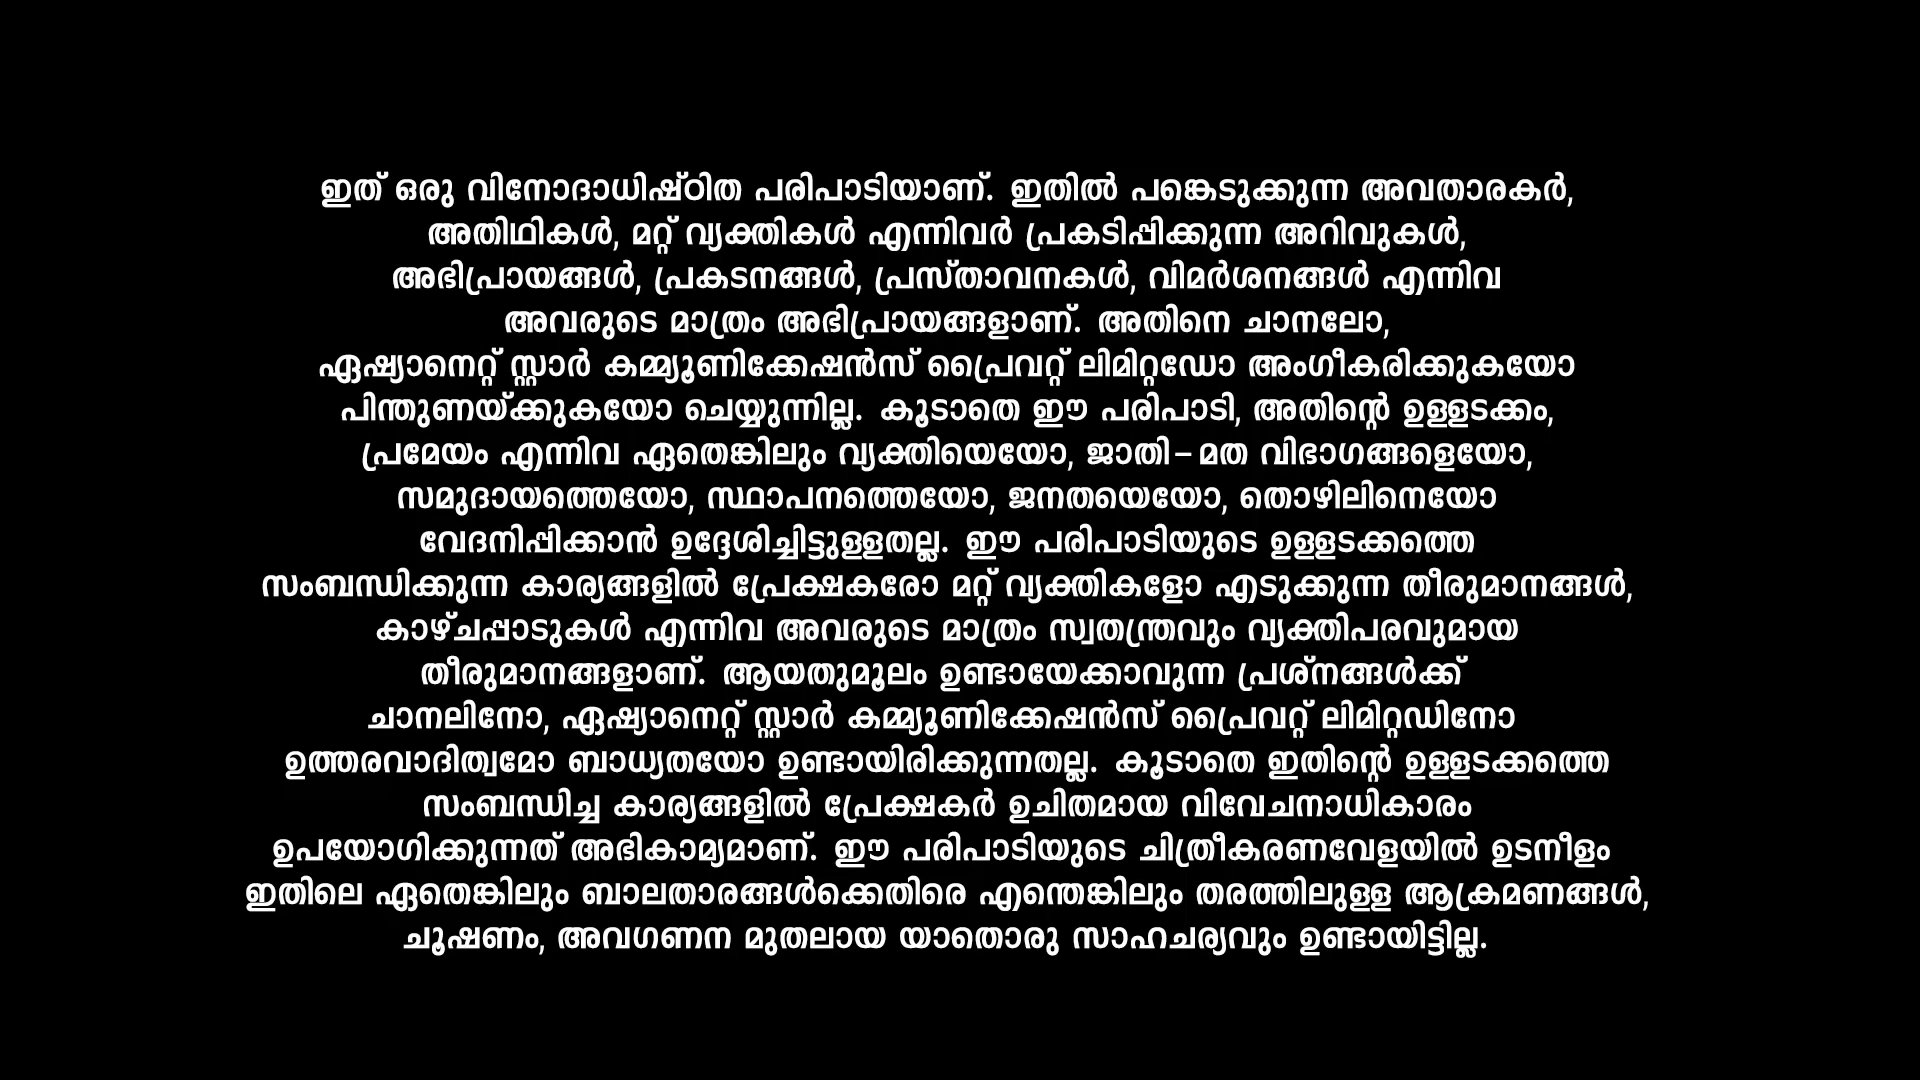 ഇത് ഒരു വിനോദാധിഷ്ഠിത പരിപാടിയാണ്. ഇതിൽ പങ്കെടുക്കുന്ന അവതാരകർ,
അതിഥികൾ, മറ്റ് വ്യക്തികൾ എന്നിവർ പ്രകടിപ്പിക്കുന്ന അറിവുകൾ,
അഭിപ്രായങ്ങൾ, പ്രകടനങ്ങൾ, പ്രസ്താവനകൾ, വിമർശനങ്ങൾ എന്നിവ
അവരുടെ മാത്രം അഭിപ്രായങ്ങളാണ്. അതിനെ ചാനലോ,
ഏഷ്യാനെറ്റ് സ്റ്റാർ കമ്മ്യൂണിക്കേഷൻസ് പ്രൈവറ്റ് ലിമിറ്റഡോ അംഗീകരിക്കുകയോ
പിന്തുണയ്ക്കുകയോ ചെയ്യുന്നില്ല. കൂടാതെ ഈ പരിപാടി, അതിന്റെ ഉള്ളടക്കം,
പ്രമേയം എന്നിവ ഏതെങ്കിലും വ്യക്തിയെയോ, ജാതി – മത വിഭാഗങ്ങളെയോ,
സമുദായത്തെയോ, സ്ഥാപനത്തെയോ, ജനതയെയോ, തൊഴിലിനെയോ
വേദനിപ്പിക്കാൻ ഉദ്ദേശിച്ചിട്ടുള്ളതല്ല. ഈ പരിപാടിയുടെ ഉള്ളടക്കത്തെ
സംബന്ധിക്കുന്ന കാര്യങ്ങളിൽ പ്രേക്ഷകരോ മറ്റ് വ്യക്തികളോ എടുക്കുന്ന തീരുമാനങ്ങൾ,
കാഴ്ചപ്പാടുകൾ എന്നിവ അവരുടെ മാത്രം സ്വതന്ത്രവും വ്യക്തിപരവുമായ
തീരുമാനങ്ങളാണ്. ആയതുമൂലം ഉണ്ടായേക്കാവുന്ന പ്രശ്നങ്ങൾക്ക്
ചാനലിനോ, ഏഷ്യാനെറ്റ് സ്റ്റാർ കമ്മ്യൂണിക്കേഷൻസ് പ്രൈവറ്റ് ലിമിറ്റഡിനോ
ഉത്തരവാദിത്വമോ ബാധ്യതയോ ഉണ്ടായിരിക്കുന്നതല്ല. കൂടാതെ ഇതിന്റെ ഉള്ളടക്കത്തെ
സംബന്ധിച്ച കാര്യങ്ങളിൽ പ്രേക്ഷകർ ഉചിതമായ വിവേചനാധികാരം
ഉപയോഗിക്കുന്നത് അഭികാമ്യമാണ്. ഈ പരിപാടിയുടെ ചിത്രീകരണവേളയിൽ ഉടനീളം
ഇതിലെ ഏതെങ്കിലും ബാലതാരങ്ങൾക്കെതിരെ എന്തെങ്കിലും തരത്തിലുള്ള ആക്രമണങ്ങൾ,
ചൂഷണം, അവഗണന മുതലായ യാതൊരു സാഹചര്യവും ഉണ്ടായിട്ടില്ല.